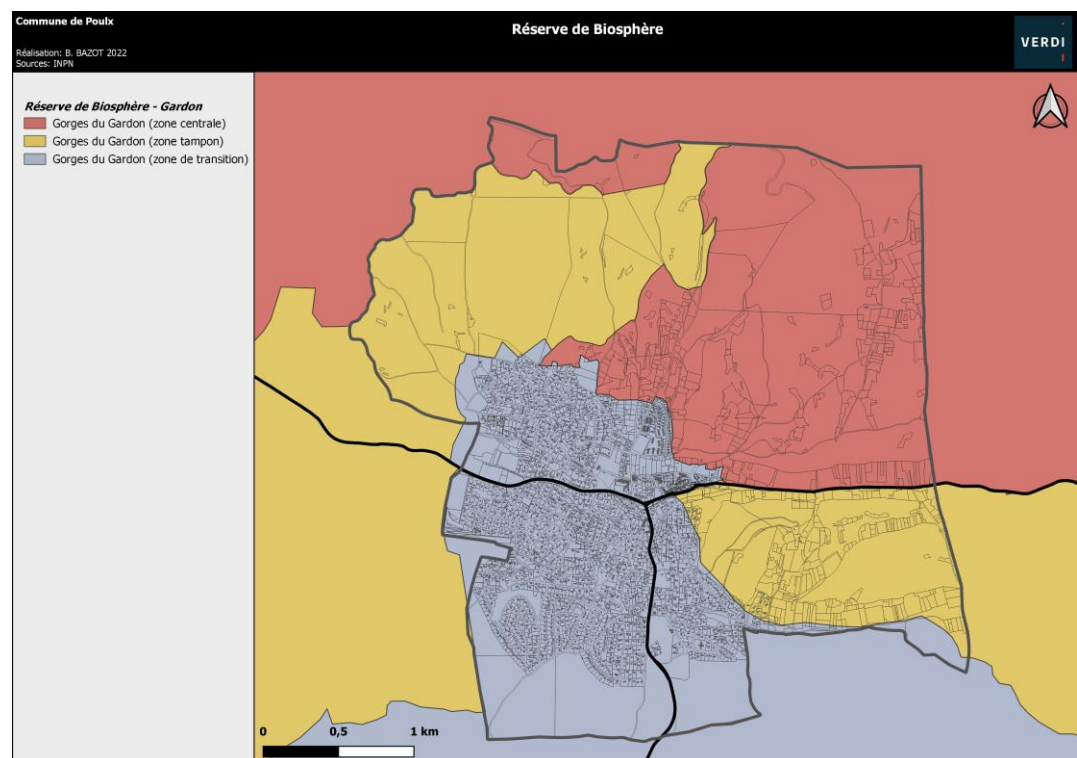 Commune de Poulx
Réalisation: B. BAZOT 2022
Sources: INPN
Réserve de Biosphère
VERDI
Réserve de Biosphère - Gardon
Gorges du Gardon (zone centrale)
Gorges du Gardon (zone tampon)
Gorges du Gardon (zone de transition)
0 0,5 1 km